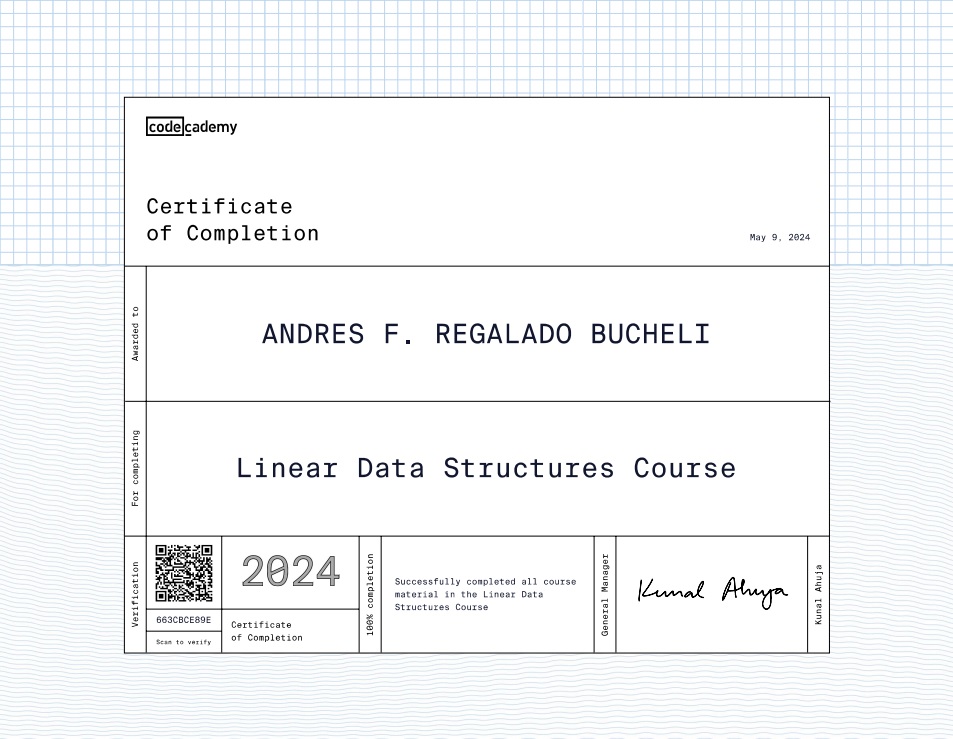 codecademy
Certificate
of Completion
May 9, 2024
Awarded to
ANDRES F. REGALADO BUCHELI
For completing
Linear Data Structures Course
Verification
663CBCE89E
Scan to verify
2024
Certificate
of Completion
100% completion
Successfully completed all course
material in the Linear Data
Structures Course
General Manager
Kunal Ahuja
Kunal Ahuja